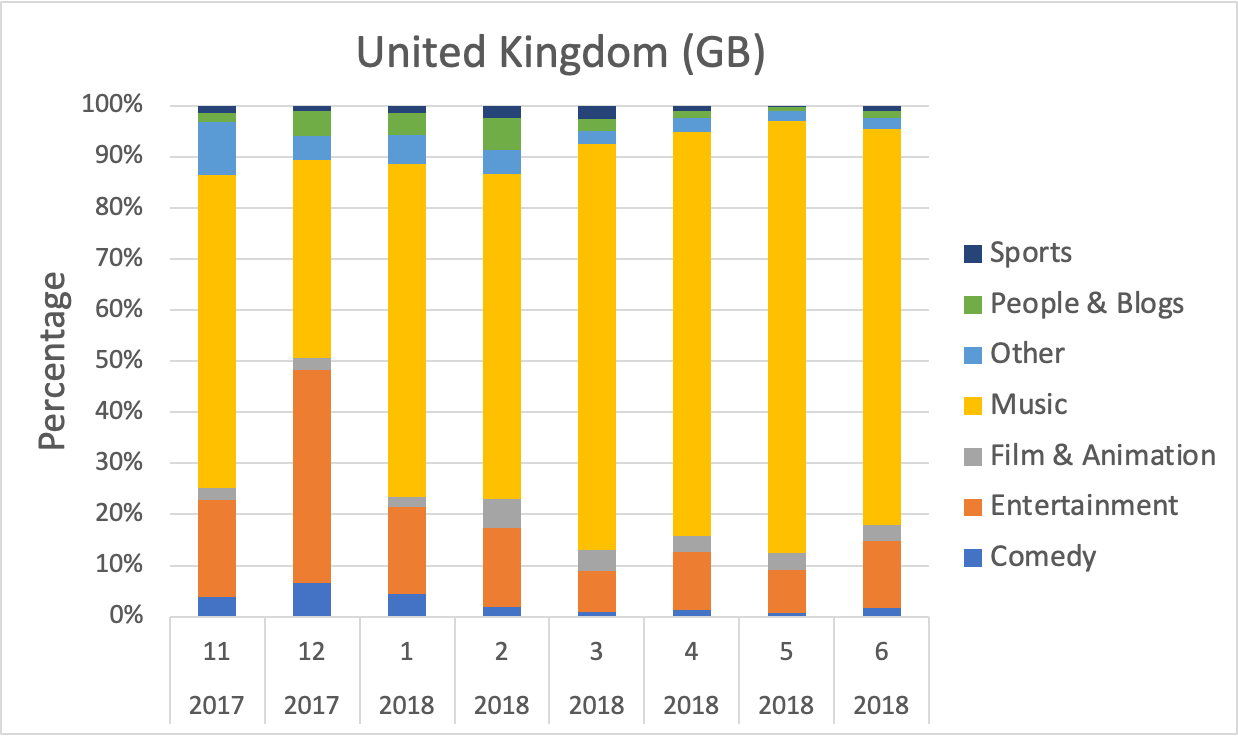 United Kingdom (GB)
100%
90%
80%
70%
60%
50%
40%
30%
20%
10%
0%
Percentage
11 12 1 2 3 4 5 6
2017 2017 2018 2018 2018 2018 2018 2018
Sports
People & Blogs
Other
Music
Film & Animation
Entertainment
Comedy